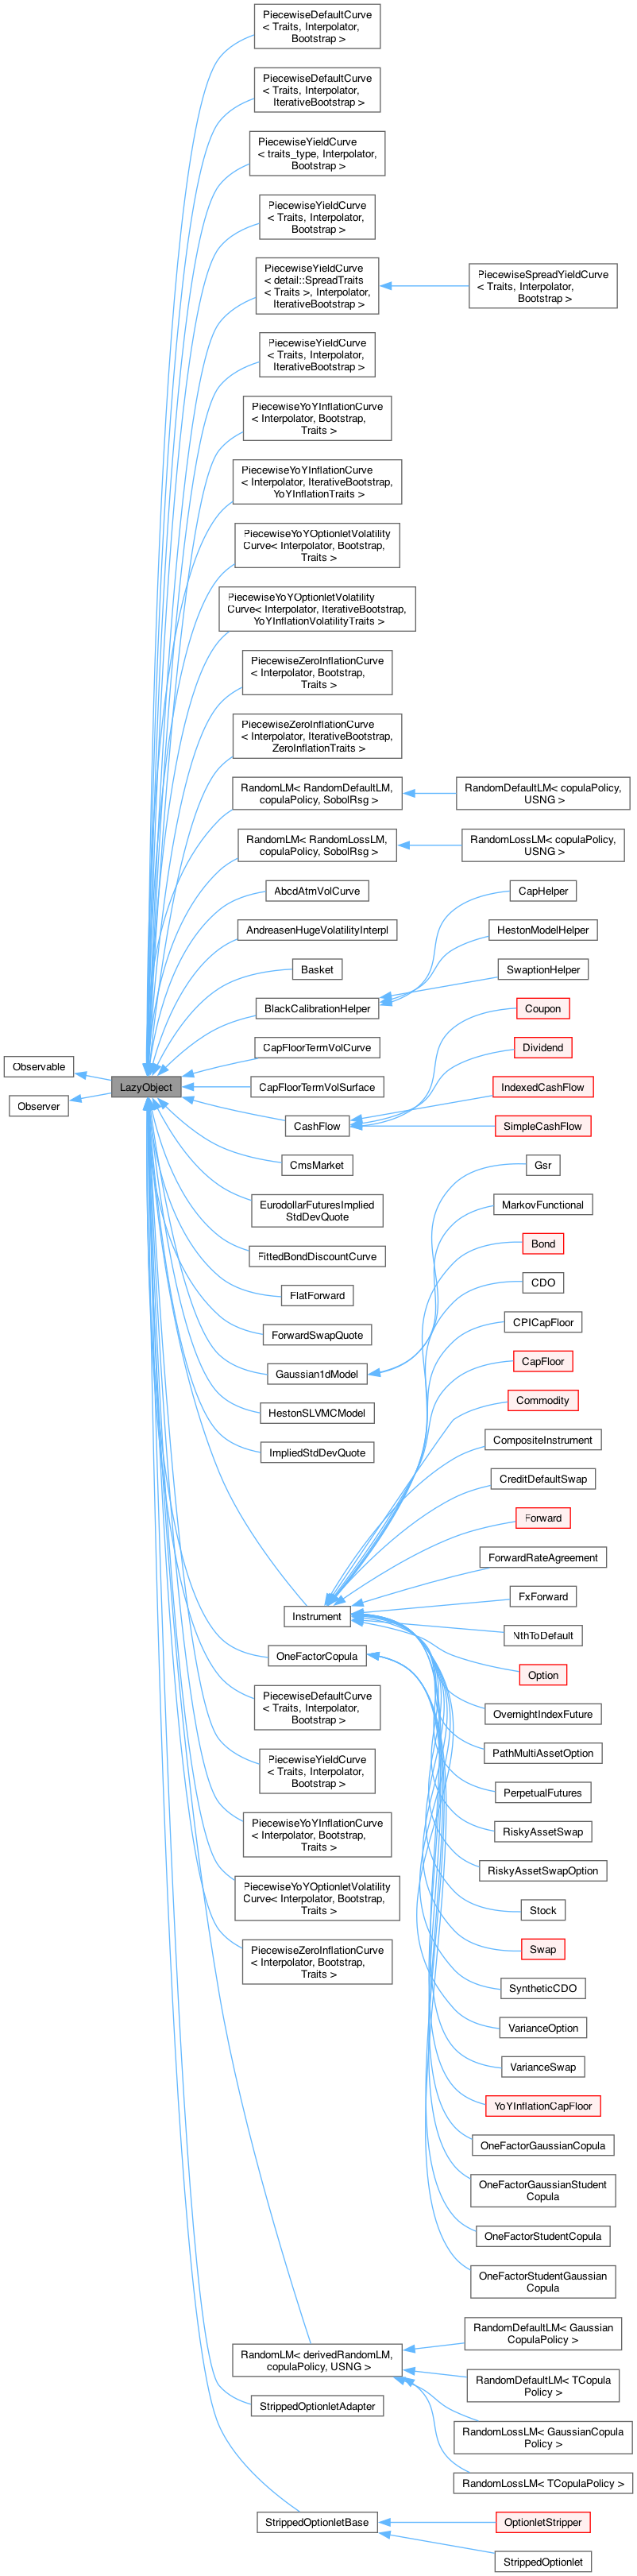 PiecewiseDefaultCurve
< Traits, Interpolator,
Bootstrap >
PiecewiseDefaultCurve
< Traits, Interpolator,
IterativeBootstrap >
PiecewiseYieldCurve
< traits_type, Interpolator,
Bootstrap >
PiecewiseYieldCurve
< Traits, Interpolator,
Bootstrap >
PiecewiseYieldCurve
< detail::SpreadTraits
< Traits >, Interpolator,
IterativeBootstrap >
PiecewiseSpreadYieldCurve
< Traits, Interpolator,
Bootstrap >
PiecewiseYieldCurve
< Traits, Interpolator,
IterativeBootstrap >
PiecewiseYoYInflationCurve
< Interpolator, Bootstrap,
Traits >
PiecewiseYoYInflationCurve
< Interpolator, IterativeBootstrap,
YoYInflationTraits >
PiecewiseYoYOptionletVolatility
Curve< Interpolator, Bootstrap,
Traits >
PiecewiseYoYOptionletVolatility
Curve< Interpolator, IterativeBootstrap,
YoYInflationVolatilityTraits >
PiecewiseZeroInflationCurve
< Interpolator, Bootstrap,
Traits >
PiecewiseZeroInflationCurve
< Interpolator, IterativeBootstrap,
ZeroInflationTraits >
RandomLM< RandomDefaultLM,
copulaPolicy, SobolRsg >
RandomDefaultLM< copulaPolicy,
USNG >
RandomLM< RandomLossLM,
copulaPolicy, SobolRsg >
RandomLossLM< copulaPolicy,
USNG >
AbcdAtmVolCurve
CapHelper
AndreasenHugeVolatilityInterpl
HestonModelHelper
Basket
SwaptionHelper
BlackCalibrationHelper
Coupon
CapFloorTermVolCurve
Dividend
Observable
LazyObject
CapFloorTermVolSurface
IndexedCashFlow
Observer
CashFlow
SimpleCashFlow
CmsMarket
Gsr
EurodollarFuturesImplied
StdDevQuote
MarkovFunctional
FittedBondDiscountCurve
Bond
FlatForward
CDO
ForwardSwapQuote
CPICapFloor
Gaussian1dModel
CapFloor
HestonSLVMCModel
Commodity
ImpliedStdDevQuote
CompositeInstrument
CreditDefaultSwap
Forward
ForwardRateAgreement
FxForward
Instrument
NthToDefault
OneFactorCopula
Option
PiecewiseDefaultCurve
< Traits, Interpolator,
Bootstrap >
OvernightIndexFuture
PiecewiseYieldCurve
< Traits, Interpolator,
Bootstrap >
PathMultiAssetOption
PerpetualFutures
PiecewiseYoYInflationCurve
< Interpolator, Bootstrap,
Traits >
RiskyAssetSwap
RiskyAssetSwapOption
PiecewiseYoYOptionletVolatility
Curve< Interpolator, Bootstrap,
Traits >
Stock
PiecewiseZeroInflationCurve
< Interpolator, Bootstrap,
Traits >
Swap
SyntheticCDO
VarianceOption
VarianceSwap
YoYInflationCapFloor
OneFactorGaussianCopula
OneFactorGaussianStudent
Copula
OneFactorStudentCopula
OneFactorStudentGaussian
Copula
RandomLM< derivedRandomLM,
copulaPolicy, USNG >
RandomDefaultLM< Gaussian
CopulaPolicy >
RandomDefaultLM< TCopula
Policy >
StrippedOptionletAdapter
RandomLossLM< GaussianCopula
Policy >
RandomLossLM< TCopulaPolicy >
StrippedOptionletBase
OptionletStripper
StrippedOptionlet